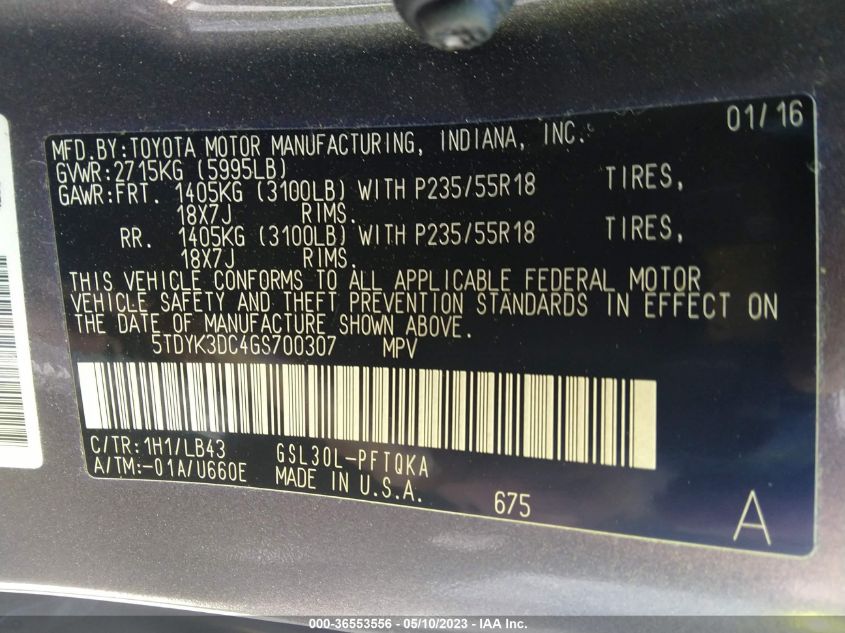 01/16
MFD.BY:TOYOTA MOTOR MANUFACTURING, INDIANA, INC.
GVWR:2715KG (5995LB)
GAWR:FRT. 1405KG (3100LB) WITH P235/55R18 TIRES,
18X7J RIMS.
RR. 1405KG (3100LB) WITH P235/55R18 TIRES,
18X7J RIMS.
THIS VEHICLE CONFORMS TO ALL APPLICABLE FEDERAL MOTOR
VEHICLE SAFETY AND THEFT PREVENTION STANDARDS IN EFFECT ON
THE DATE OF MANUFACTURE SHOWN ABOVE.
5TDYK3DC4GS700307 MPV
C/TR:1H1/LB43 GSL30L-PFTQKA
A/TM:-01A/U660E MADE IN U.S.A.
675
A
000-36553556 - 05/10/2023 - IAA Inc.